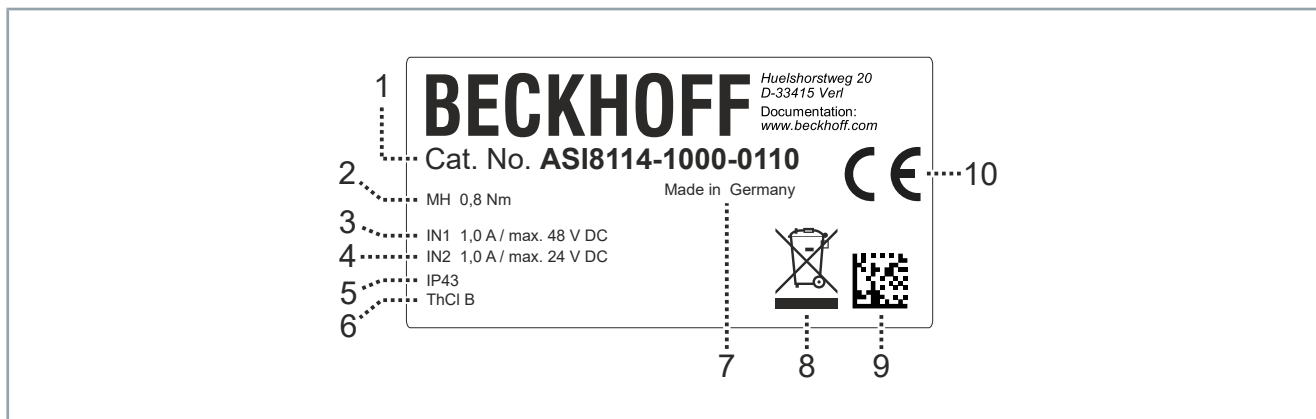 BECKHOFF
Huelshorstweg 20
D-33415 Verl
Documentation:
www.beckhoff.com
1
Cat. No. ASI8114-1000-0110
2
MH 0,8 Nm
Made in Germany
10
3
IN1 1,0 A / max. 48 V DC
4
IN2 1,0 A / max. 24 V DC
5
IP43
6
ThCl B
7
8
9
CE